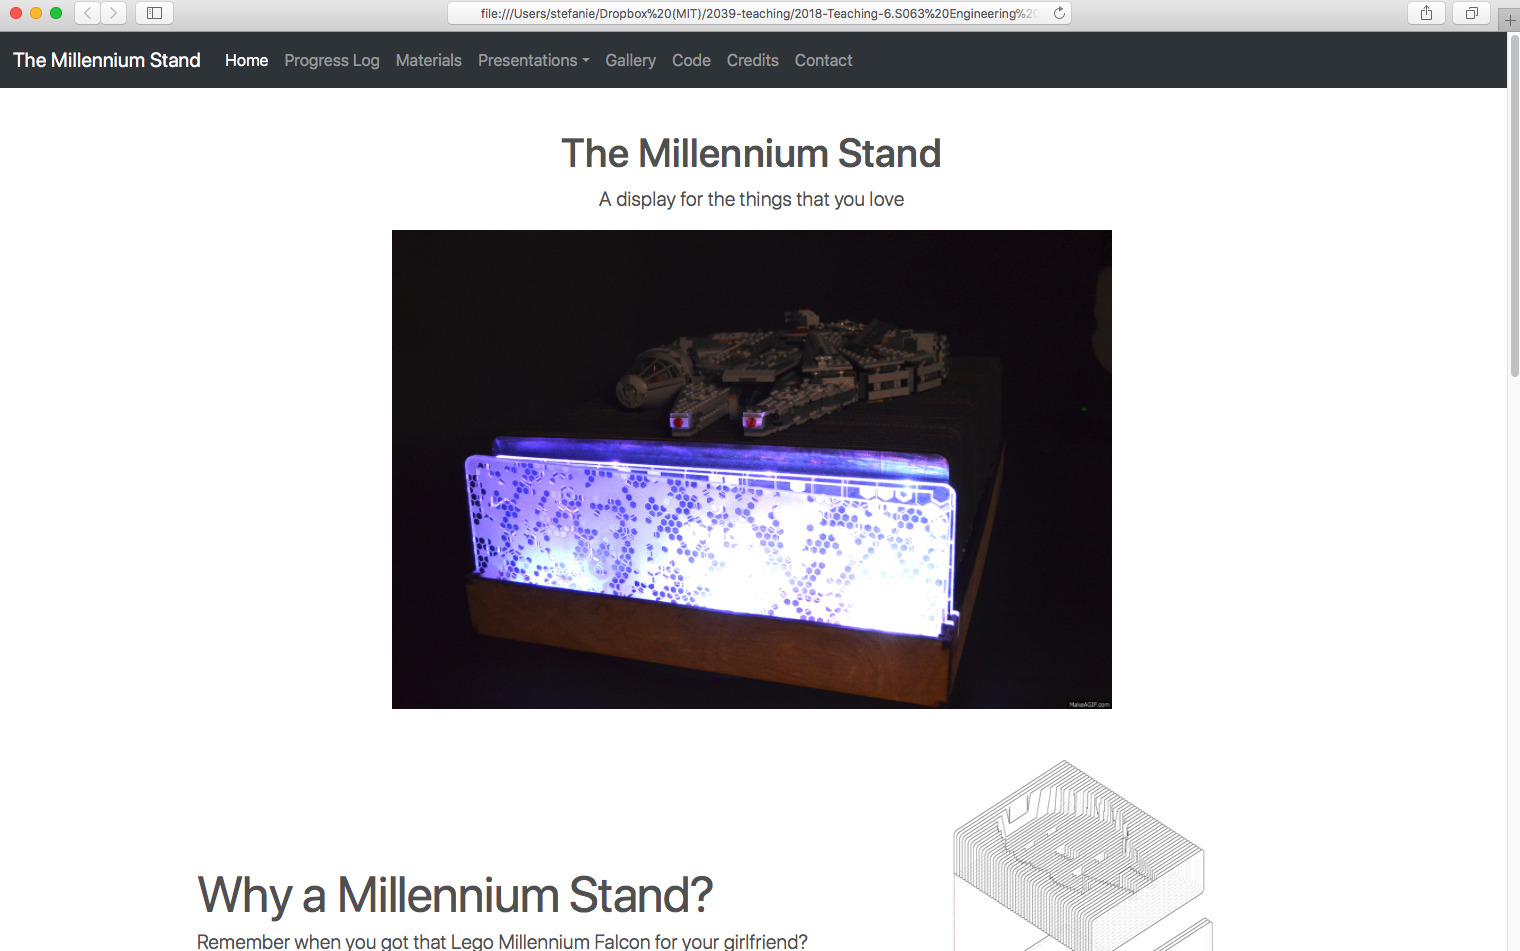 file:///Users/stefanie/Dropbox%20(MIT)/2039-teaching/2018-Teaching-6.S063%20Engineering%20
The Millennium Stand Home Progress Log Materials Presentations Gallery Code Credits Contact
The Millennium Stand
A display for the things that you love
MakeAGIF.com
Why a Millennium Stand?
Remember when you got that Lego Millennium Falcon for your girlfriend?